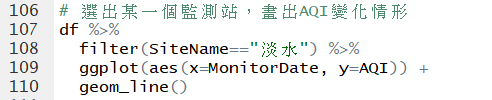 106 # 選出某一個監測站，畫出AQI變化情形
107 df %>%
108   filter(SiteName=="淡水") %>%
109   ggplot(aes(x=MonitorDate, y=AQI)) +
110   geom_line()